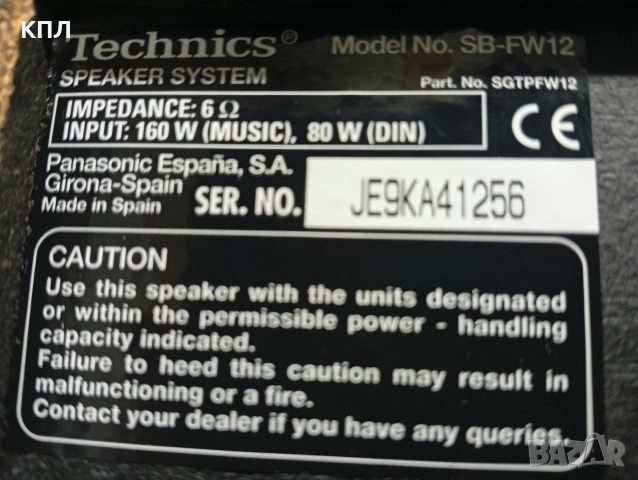 КПЛ
Technics® Model No. SB-FW12
SPEAKER SYSTEM Part. No. SGTPFW12
IMPEDANCE: 6 Ω
INPUT: 160 W (MUSIC), 80 W (DIN)
CE
Panasonic España, S.A.
Girona-Spain
Made in Spain SER. NO. JE9KA41256
CAUTION
Use this speaker with the units designated
or within the permissible power - handling
capacity indicated.
Failure to heed this caution may result in
malfunctioning or a fire.
Contact your dealer if you have any queries.
BAZAR